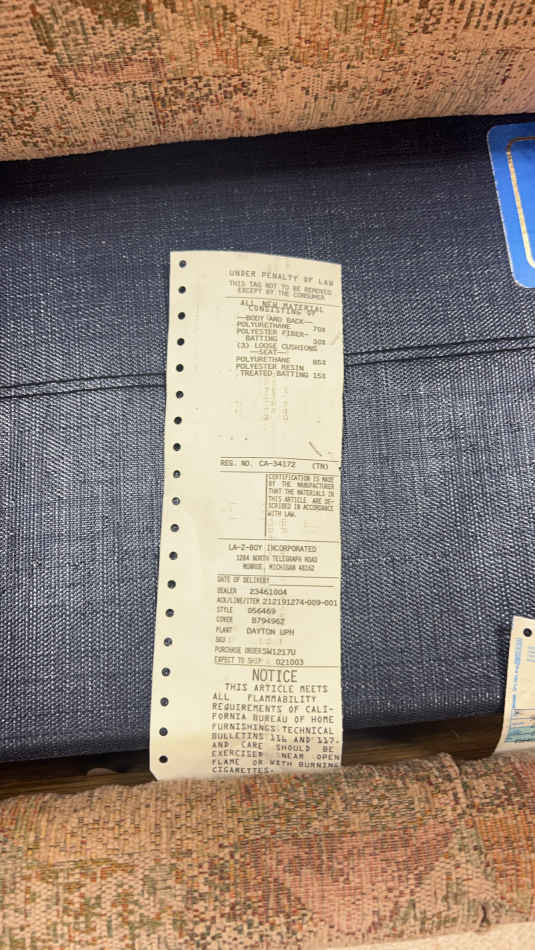 UNDER PENALTY OF LAW
THIS TAG NOT TO BE REMOVED
EXCEPT BY THE CONSUMER
ALL NEW MATERIAL
CONSISTING OF
—BODY AND BACK—
POLYURETHANE 70%
POLYESTER FIBER-
BATTING 30%
(3) LOOSE CUSHIONS
—SEAT—
POLYURETHANE 85%
POLYESTER RESIN
TREATED BATTING 15%
REG. NO. CA-34172 (TN)
CERTIFICATION IS MADE
BY THE MANUFACTURER
THAT THE MATERIALS IN
THIS ARTICLE ARE DE-
SCRIBED IN ACCORDANCE
WITH LAW.
LA-Z-BOY INCORPORATED
1284 NORTH TELEGRAPH ROAD
MONROE, MICHIGAN 48162
DATE OF DELIVERY
DEALER 23461004
ACK/LINE/ITEM 212191274-009-001
STYLE 056469
COVER B794962
PLANT DAYTON UPH
SKU
PURCHASE ORDER SW1217U
EXPECT TO SHIP 021003
NOTICE
THIS ARTICLE MEETS
ALL FLAMMABILITY
REQUIREMENTS OF CALI-
FORNIA BUREAU OF HOME
FURNISHINGS TECHNICAL
BULLETINS 116 AND 117.
AND CARE SHOULD BE
EXERCISED NEAR OPEN
FLAME OR WITH BURNING
CIGARETTES.